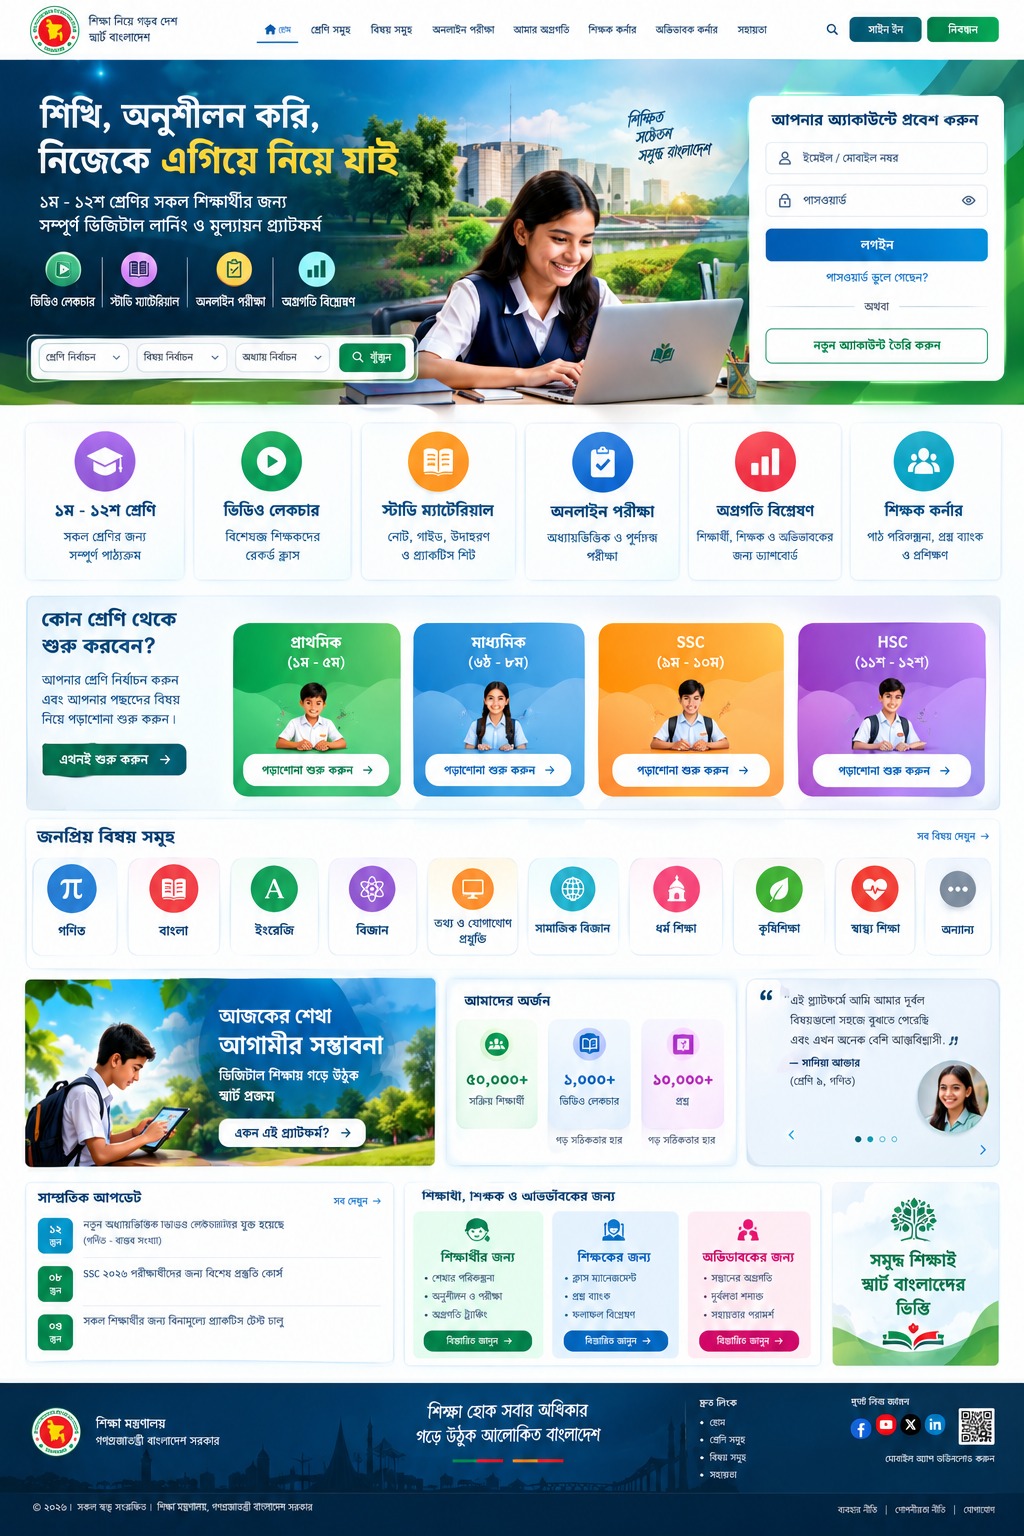 শিক্ষা নিয়ে গড়ব দেশ
স্মার্ট বাংলাদেশ
হোম
শ্রেণি সমূহ
বিষয় সমূহ
অনলাইন পরীক্ষা
আমার অগ্রগতি
শিক্ষক কর্নার
অভিভাবক কর্নার
সহায়তা
সাইন ইন
নিবন্ধন
শিখি, অনুশীলন করি,
নিজেকে এগিয়ে নিয়ে যাই
১ম - ১২শ শ্রেণির সকল শিক্ষার্থীর জন্য
সম্পূর্ণ ডিজিটাল লার্নিং ও মূল্যায়ন প্ল্যাটফর্ম
ভিডিও লেকচার
স্টাডি ম্যাটেরিয়াল
অনলাইন পরীক্ষা
অগ্রগতি বিশ্লেষণ
শ্রেণি নির্বাচন
বিষয় নির্বাচন
অধ্যায় নির্বাচন
খুঁজুন
সমৃদ্ধ বাংলাদেশ
আপনার অ্যাকাউন্টে প্রবেশ করুন
ইমেইল / মোবাইল নম্বর
পাসওয়ার্ড
লগইন
পাসওয়ার্ড ভুলে গেছেন?
অথবা
নতুন অ্যাকাউন্ট তৈরি করুন
১ম - ১২শ শ্রেণি
সকল শ্রেণির জন্য
সম্পূর্ণ পাঠ্যক্রম
ভিডিও লেকচার
বিশেষজ্ঞ শিক্ষকদের
রেকর্ড ক্লাস
স্টাডি ম্যাটেরিয়াল
নোট, গাইড, উদাহরণ
ও প্র্যাকটিস শিট
অনলাইন পরীক্ষা
অধ্যায়ভিত্তিক ও পূর্ণাঙ্গ
পরীক্ষা
অগ্রগতি বিশ্লেষণ
শিক্ষার্থী, শিক্ষক ও অভিভাবকের
জন্য ড্যাশবোর্ড
শিক্ষক কর্নার
পাঠ পরিকল্পনা, প্রশ্ন ব্যাংক
ও প্রশিক্ষণ
কোন শ্রেণি থেকে
শুরু করবেন?
আপনার শ্রেণি নির্বাচন করুন
এবং আপনার পছন্দের বিষয়
নিয়ে পড়াশোনা শুরু করুন।
এখনই শুরু করুন →
প্রাথমিক
(১ম - ৫ম)
পড়াশোনা শুরু করুন →
মাধ্যমিক
(৬ষ্ঠ - ৮ম)
পড়াশোনা শুরু করুন →
SSC
(৯ম - ১০ম)
পড়াশোনা শুরু করুন →
HSC
(১১শ - ১২শ)
পড়াশোনা শুরু করুন →
জনপ্রিয় বিষয় সমূহ
সব বিষয় দেখুন →
গণিত
বাংলা
ইংরেজি
বিজ্ঞান
তথ্য ও যোগাযোগ
প্রযুক্তি
সামাজিক বিজ্ঞান
ধর্ম শিক্ষা
কৃষিশিক্ষা
স্বাস্থ্য শিক্ষা
অন্যান্য
আজকের শেখা
আগামীর সম্ভাবনা
ডিজিটাল শিক্ষায় গড়ে উঠুক
স্মার্ট প্রজন্ম
একন এই প্ল্যাটফর্ম? →
আমাদের অর্জন
৫০,০০০+
সক্রিয় শিক্ষার্থী
১,০০০+
ভিডিও লেকচার
গড় সঠিকতার হার
১০,০০০+
প্রশ্ন
গড় সঠিকতার হার
“ এই প্ল্যাটফর্মে আমি আমার দুর্বল
বিষয়গুলো সহজে বুঝতে পেরেছি
এবং এখন অনেক বেশি আত্মবিশ্বাসী। ”
— সানিয়া আক্তার
(শ্রেণি ৯, গণিত)
সাম্প্রতিক আপডেট
সব দেখুন →
১২
জুন
(গণিত - বাস্তব সংখ্যা)
০৮
জুন
SSC ২০২৬ পরীক্ষার্থীদের জন্য বিশেষ প্রস্তুতি কোর্স
জুন
সকল শিক্ষার্থীর জন্য বিনামূল্যে প্র্যাকটিস টেস্ট চালু
শিক্ষার্থী, শিক্ষক ও অভিভাবকের জন্য
শিক্ষার্থীর জন্য
• শেখার পরিকল্পনা
• অনুশীলন ও পরীক্ষা
• অগ্রগতি ট্র্যাকিং
বিস্তারিত জানুন →
শিক্ষকের জন্য
• ক্লাস ম্যানেজমেন্ট
• প্রশ্ন ব্যাংক
• ফলাফল বিশ্লেষণ
বিস্তারিত জানুন →
অভিভাবকের জন্য
• সন্তানের অগ্রগতি
• দুর্বলতা শনাক্ত
• সহায়তার পরামর্শ
বিস্তারিত জানুন →
সমৃদ্ধ শিক্ষাই
স্মার্ট বাংলাদেশের
ভিত্তি
শিক্ষা মন্ত্রণালয়
গণপ্রজাতন্ত্রী বাংলাদেশ সরকার
শিক্ষা হোক সবার অধিকার
গড়ে উঠুক আলোকিত বাংলাদেশ
দ্রুত লিংক
• হোম
• শ্রেণি সমূহ
• বিষয় সমূহ
• সহায়তা
মোবাইল অ্যাপ ডাউনলোড করুন
© ২০২৬। সকল স্বত্ব সংরক্ষিত। শিক্ষা মন্ত্রণালয়, গণপ্রজাতন্ত্রী বাংলাদেশ সরকার
ব্যবহার নীতি | গোপনীয়তা নীতি | যোগাযোগ